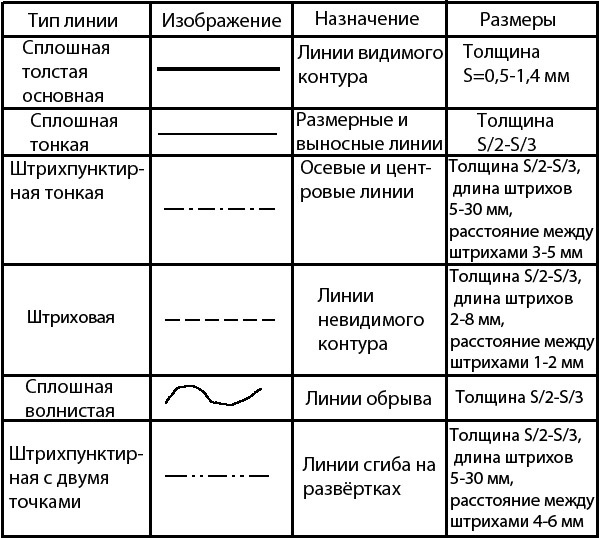 Тип линии
Изображение
Назначение
Размеры
Сплошная
толстая
основная
Линии видимого
контура
Толщина
S=0,5-1,4 мм
Сплошная
тонкая
Размерные и
выносные линии
Толщина
S/2-S/3
Штрихпунктир-
ная тонкая
Осевые и цент-
ровые линии
Толщина S/2-S/3,
длина штрихов
5-30 мм,
расстояние между
штрихами 3-5 мм
Штриховая
Линии
невидимого
контура
Толщина S/2-S/3,
длина штрихов
2-8 мм,
расстояние между
штрихами 1-2 мм
Сплошная
волнистая
Линии обрыва
Толщина S/2-S/3
Штрихпунктир-
ная с двумя
точками
Линии сгиба на
развёртках
Толщина S/2-S/3,
длина штрихов
5-30 мм,
расстояние между
штрихами 4-6 мм